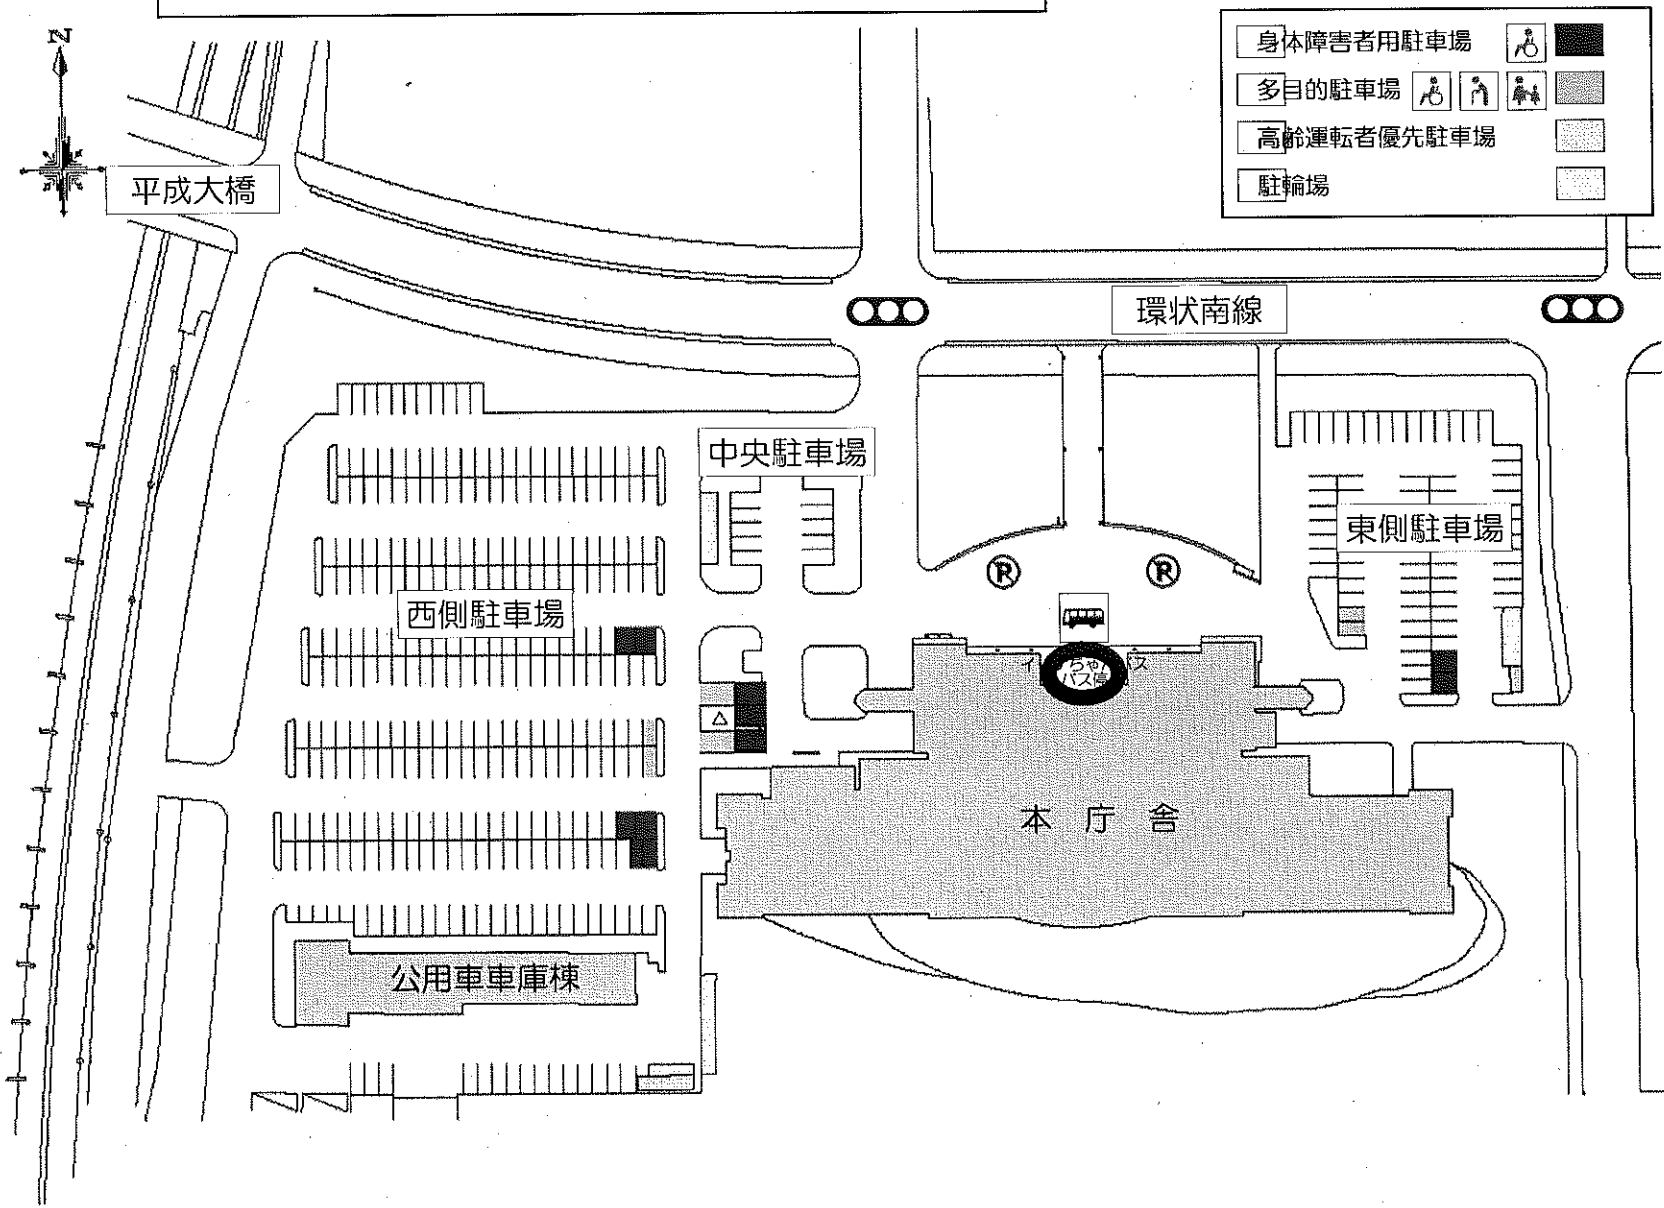 N
身体障害者用駐車場
多目的駐車場
高齢運転者優先駐車場
駐輪場
平成大橋
環状南線
中央駐車場
東側駐車場
西側駐車場
バス停
本庁舎
公用車車庫棟